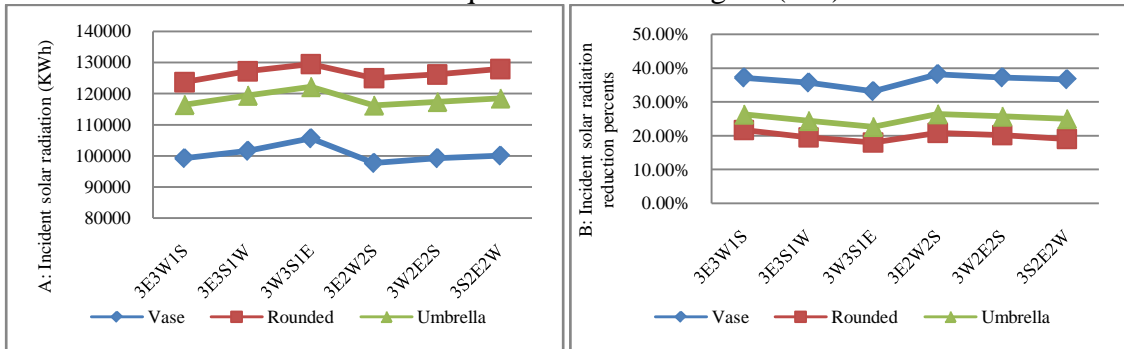 140000
130000
120000
110000
100000
90000
80000
A: Incident solar radiation (KWh)
3E3W1S
3E3S1W
3W3S1E
3E2W2S
3W2E2S
3S2E2W
Vase
Rounded
Umbrella
50.00%
40.00%
30.00%
20.00%
10.00%
0.00%
B: Incident solar radiation
reduction percents
3E3W1S
3E3S1W
3W3S1E
3E2W2S
3W2E2S
3S2E2W
Vase
Rounded
Umbrella